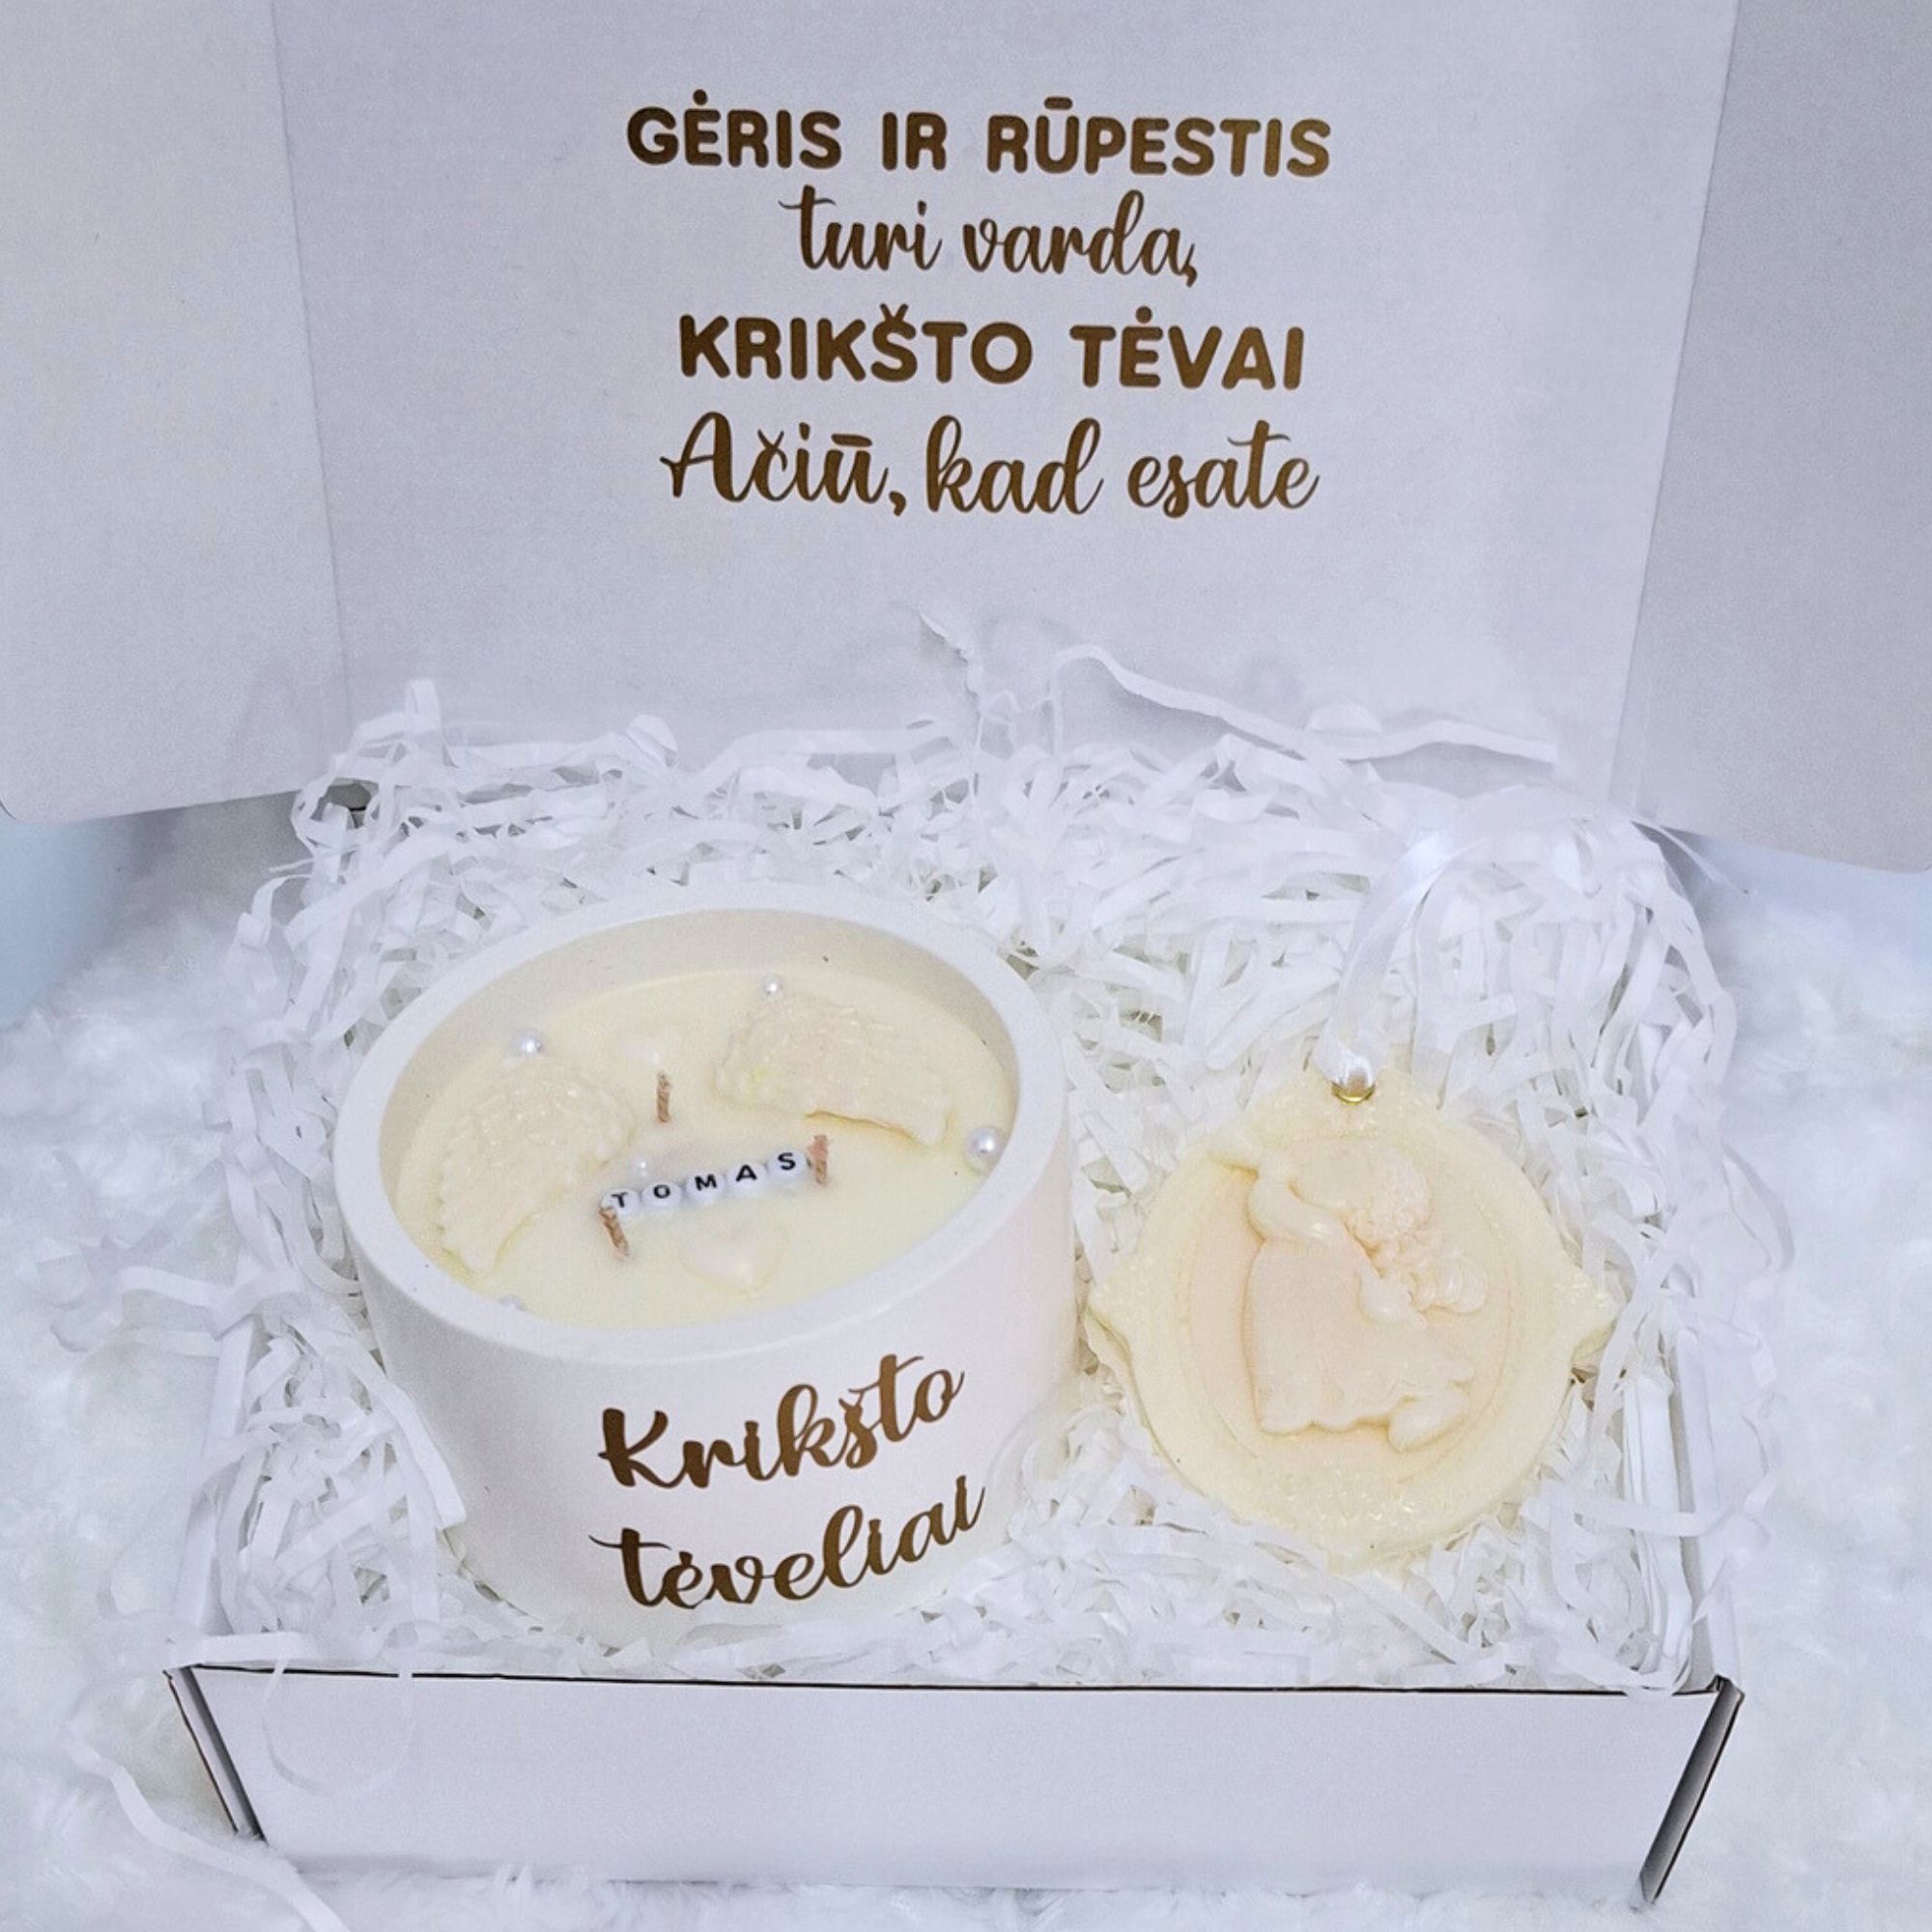 GĖRIS IR RŪPESTIS
turi vardą,
KRIKŠTO TĖVAI
Ačiū, kad esate
TOMAS
Krikšto
tėveliai